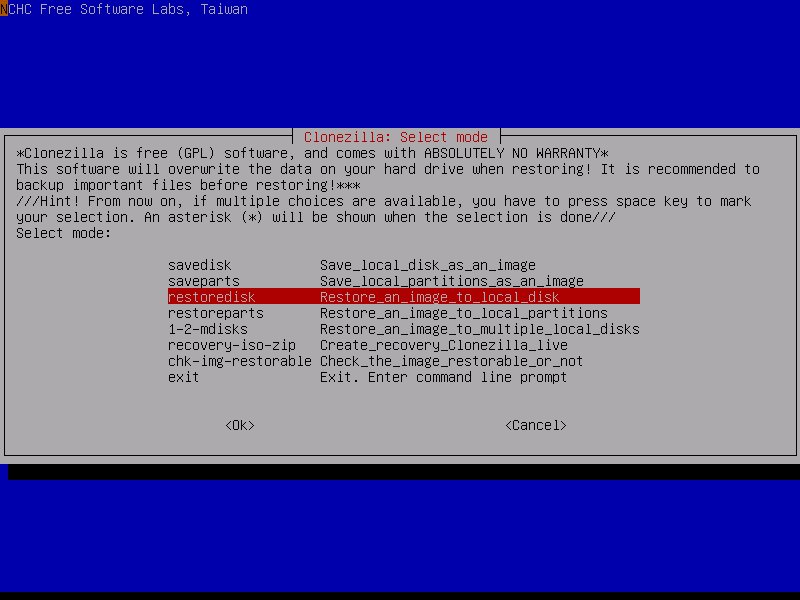 NCHC Free Software Labs, Taiwan
Clonezilla: Select mode
*Clonezilla is free (GPL) software, and comes with ABSOLUTELY NO WARRANTY*
This software will overwrite the data on your hard drive when restoring! It is recommended to
backup important files before restoring!***
///Hint! From now on, if multiple choices are available, you have to press space key to mark
your selection. An asterisk (*) will be shown when the selection is done///
Select mode:
savedisk Save_local_disk_as_an_image
saveparts Save_local_partitions_as_an_image
restoredisk Restore_an_image_to_local_disk
restoreparts Restore_an_image_to_local_partitions
1-2-mdisks Restore_an_image_to_multiple_local_disks
recovery-iso-zip Create_recovery_Clonezilla_live
chk-img-restorable Check_the_image_restorable_or_not
exit Exit. Enter command line prompt
<Ok> <Cancel>